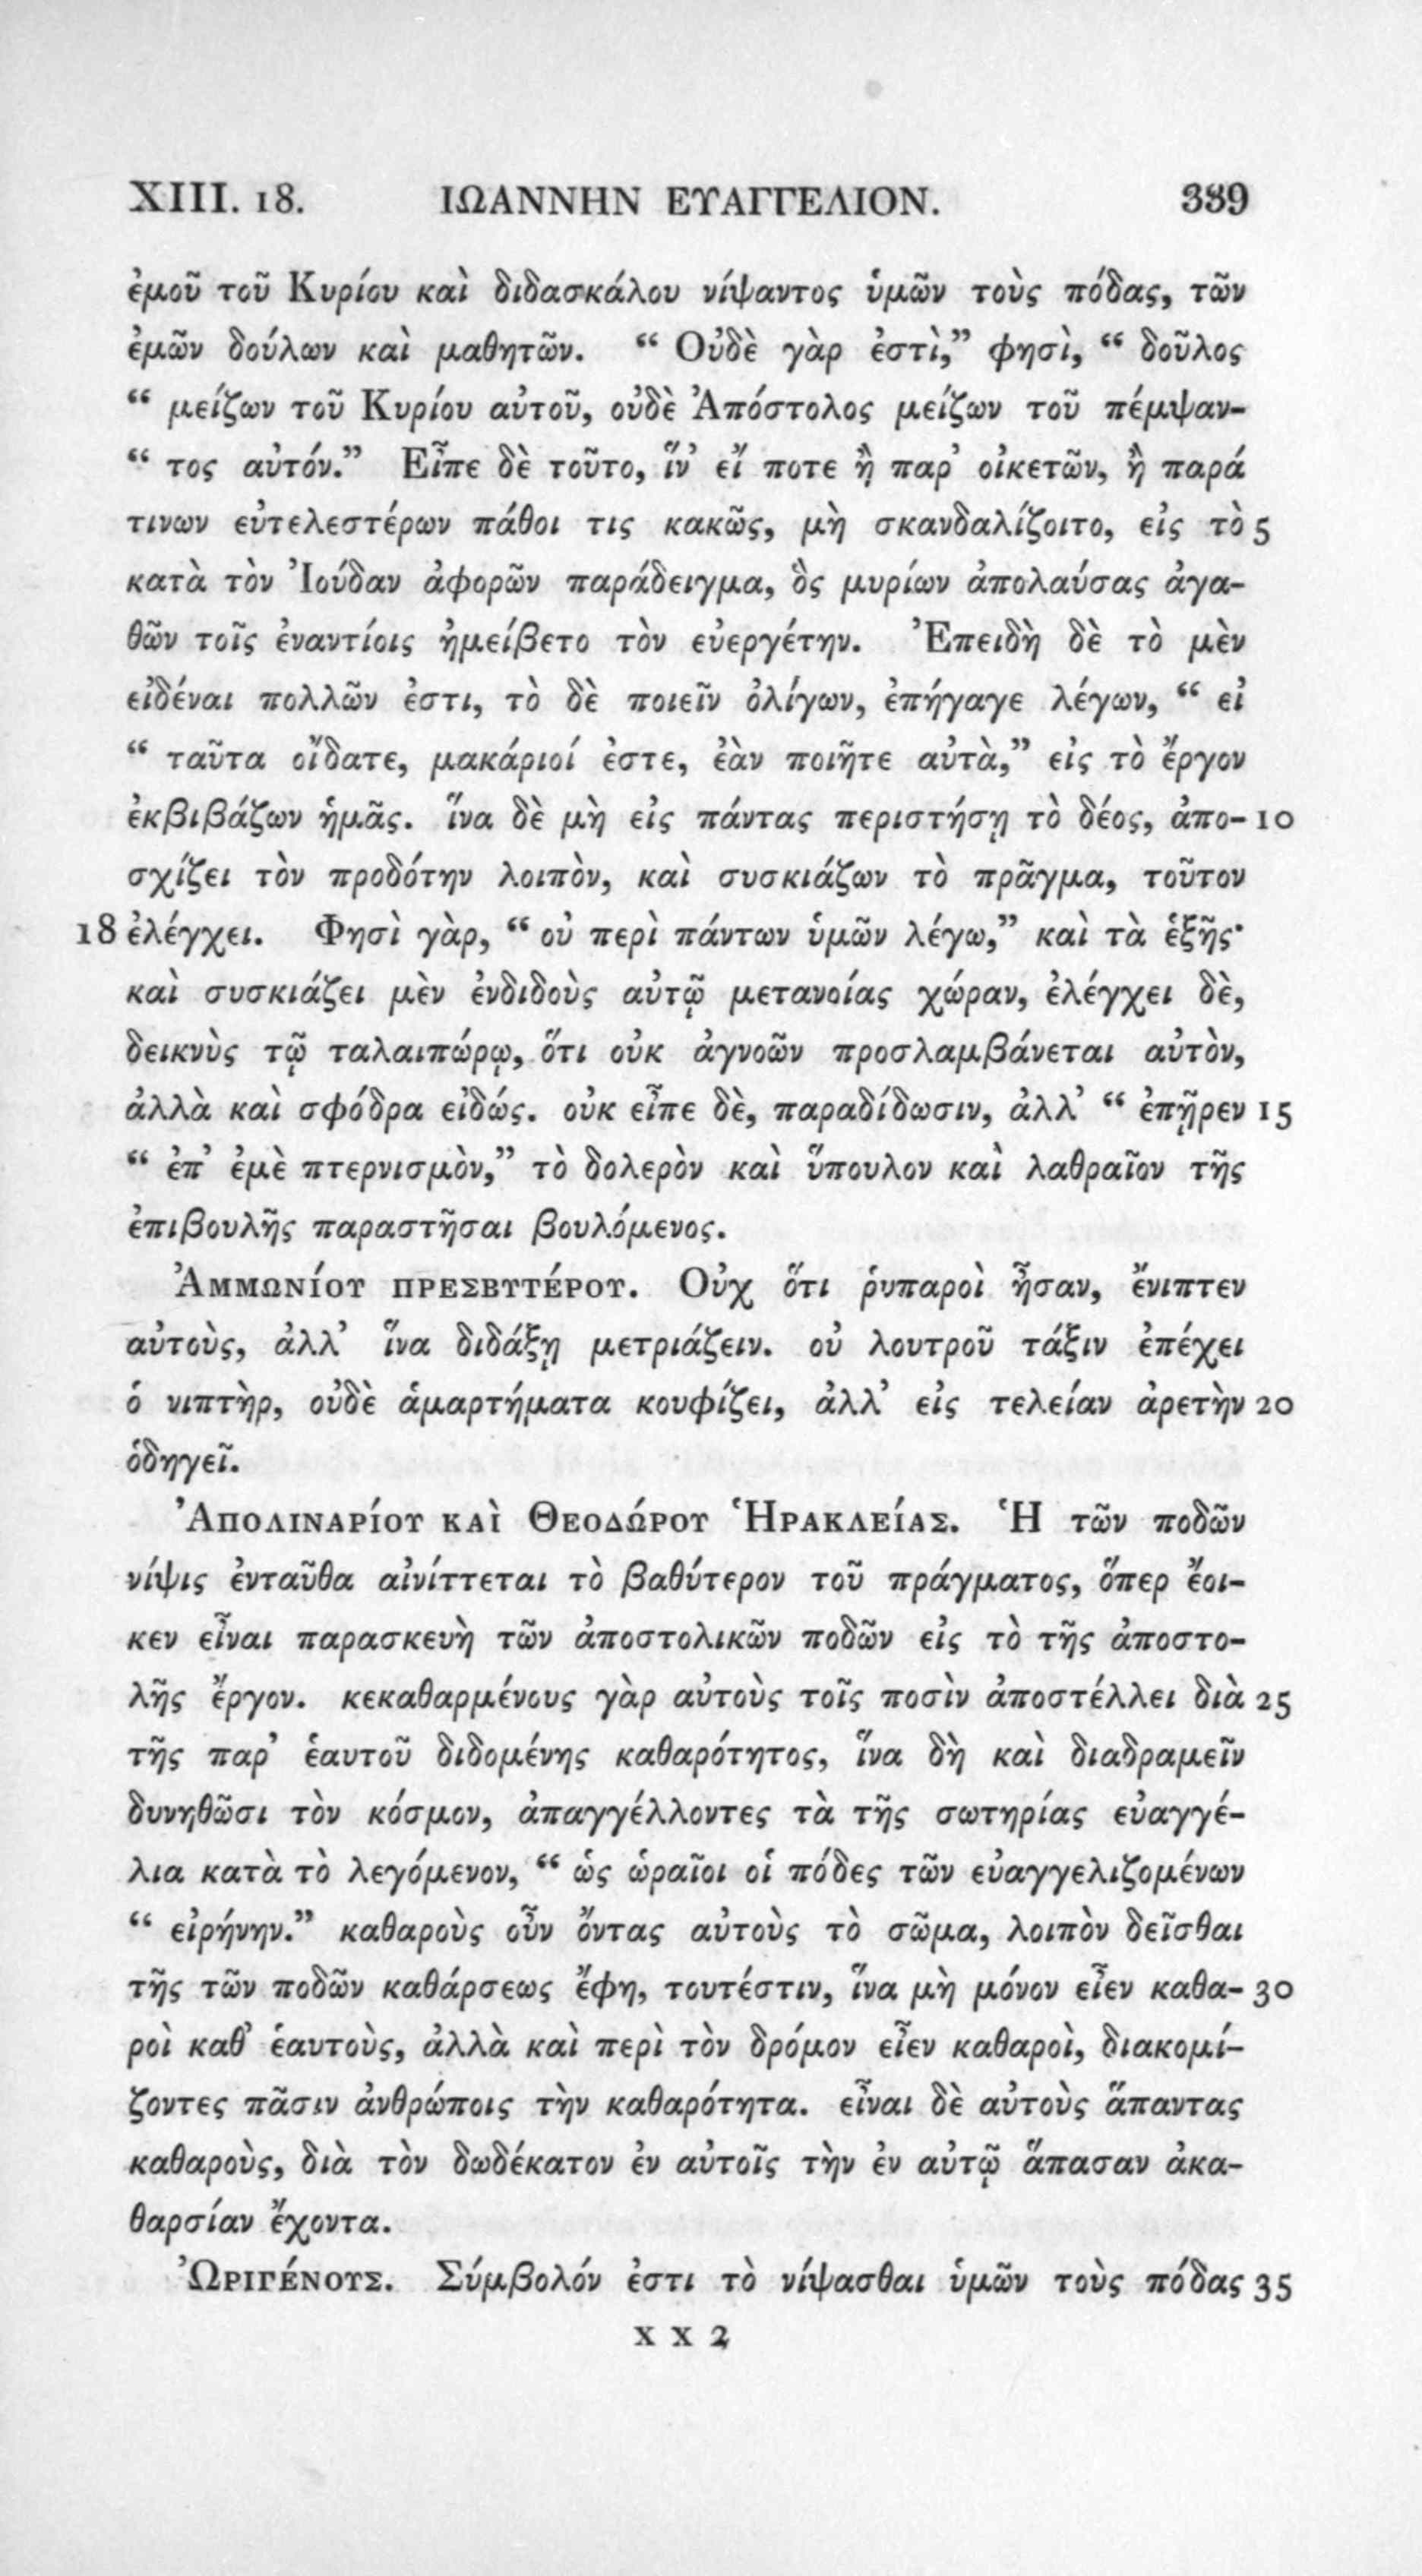 XIII. 18. ΙΩΑΝΝΗΝ ΕΥΑΓΓΕΛΙΟΝ. 339
ἐμοῦ τοῦ Κυρίου καὶ διδασκάλου νίψαντος ὑμῶν τοὺς πόδας, τῶν
ἐμῶν δούλων καὶ μαθητῶν. “ Οὐδὲ γὰρ ἐστὶ,” φησὶ, “ δοῦλος
“ μείζων τοῦ Κυρίου αὐτοῦ, οὐδὲ Ἀπόστολος μείζων τοῦ πέμψαν-
“ τος αὐτόν.” Εἶπε δὲ τοῦτο, ἵν’ εἴ ποτε ἢ παρ’ οἰκετῶν, ἢ παρά
τινων εὐτελεστέρων πάθοι τις κακῶς, μὴ σκανδαλίζοιτο, εἰς τὸ 5
κατὰ τὸν Ἰούδαν ἀφορῶν παράδειγμα, ὃς μυρίων ἀπολαύσας ἀγα-
θῶν τοῖς ἐναντίοις ἠμείβετο τὸν εὐεργέτην. Ἐπειδὴ δὲ τὸ μὲν
εἰδέναι πολλῶν ἐστι, τὸ δὲ ποιεῖν ὀλίγων, ἐπήγαγε λέγων, “ εἰ
“ ταῦτα οἴδατε, μακάριοί ἐστε, ἐὰν ποιῆτε αὐτὰ,” εἰς τὸ ἔργον
ἐκβιβάζων ἡμᾶς. ἵνα δὲ μὴ εἰς πάντας περιστήσῃ τὸ δέος, ἀπο- 10
σχίζει τὸν προδότην λοιπὸν, καὶ συσκιάζων τὸ πρᾶγμα, τοῦτον
18 ἐλέγχει. Φησὶ γὰρ, “ οὐ περὶ πάντων ὑμῶν λέγω,” καὶ τὰ ἑξῆς·
καὶ συσκιάζει μὲν ἐνδιδοὺς αὐτῷ μετανοίας χώραν, ἐλέγχει δὲ,
δεικνὺς τῷ ταλαιπώρῳ, ὅτι οὐκ ἀγνοῶν προσλαμβάνεται αὐτὸν,
ἀλλὰ καὶ σφόδρα εἰδώς. οὐκ εἶπε δὲ, παραδίδωσιν, ἀλλ’ “ ἐπῇρεν 15
“ ἐπ’ ἐμὲ πτερνισμὸν,” τὸ δολερὸν καὶ ὕπουλον καὶ λαθραῖον τῆς
ἐπιβουλῆς παραστῆσαι βουλόμενος.
Ἀμμωνίου πρεσβυτέρου. Οὐχ ὅτι ῥυπαροὶ ἦσαν, ἔνιπτεν
αὐτοὺς, ἀλλ’ ἵνα διδάξῃ μετριάζειν. οὐ λουτροῦ τάξιν ἐπέχει
ὁ νιπτὴρ, οὐδὲ ἁμαρτήματα κουφίζει, ἀλλ’ εἰς τελείαν ἀρετὴν 20
ὁδηγεῖ.
Ἀπολιναρίου καὶ Θεοδώρου Ἡρακλείας. Ἡ τῶν ποδῶν
νίψις ἐνταῦθα αἰνίττεται τὸ βαθύτερον τοῦ πράγματος, ὅπερ ἔοι-
κεν εἶναι παρασκευὴ τῶν ἀποστολικῶν ποδῶν εἰς τὸ τῆς ἀποστο-
λῆς ἔργον. κεκαθαρμένους γὰρ αὐτοὺς τοῖς ποσὶν ἀποστέλλει διὰ 25
τῆς παρ’ ἑαυτοῦ διδομένης καθαρότητος, ἵνα δὴ καὶ διαδραμεῖν
δυνηθῶσι τὸν κόσμον, ἀπαγγέλλοντες τὰ τῆς σωτηρίας εὐαγγέ-
λια κατὰ τὸ λεγόμενον, “ ὡς ὡραῖοι οἱ πόδες τῶν εὐαγγελιζομένων
“ εἰρήνην.” καθαροὺς οὖν ὄντας αὐτοὺς τὸ σῶμα, λοιπὸν δεῖσθαι
τῆς τῶν ποδῶν καθάρσεως ἔφη, τουτέστιν, ἵνα μὴ μόνον εἶεν καθα- 30
ροὶ καθ’ ἑαυτοὺς, ἀλλὰ καὶ περὶ τὸν δρόμον εἶεν καθαροὶ, διακομί-
ζοντες πᾶσιν ἀνθρώποις τὴν καθαρότητα. εἶναι δὲ αὐτοὺς ἅπαντας
καθαροὺς, διὰ τὸν δωδέκατον ἐν αὐτοῖς τὴν ἐν αὐτῷ ἅπασαν ἀκα-
θαρσίαν ἔχοντα.
Ὠριγένους. Σύμβολόν ἐστι τὸ νίψασθαι ὑμῶν τοὺς πόδας 35
X X 2